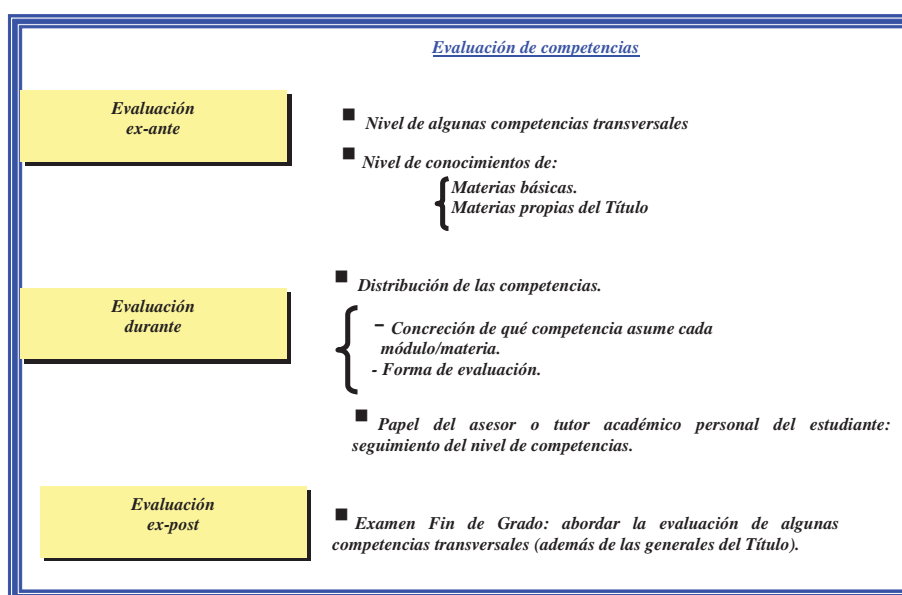 Evaluación de competencias
Evaluación
ex-ante
▪ Nivel de algunas competencias transversales
▪ Nivel de conocimientos de:
Materias básicas.
Materias propias del Título
Evaluación
durante
▪ Distribución de las competencias.
- Concreción de qué competencia asume cada
módulo/materia.
- Forma de evaluación.
▪ Papel del asesor o tutor académico personal del estudiante:
seguimiento del nivel de competencias.
Evaluación
ex-post
▪ Examen Fin de Grado: abordar la evaluación de algunas
competencias transversales (además de las generales del Título).